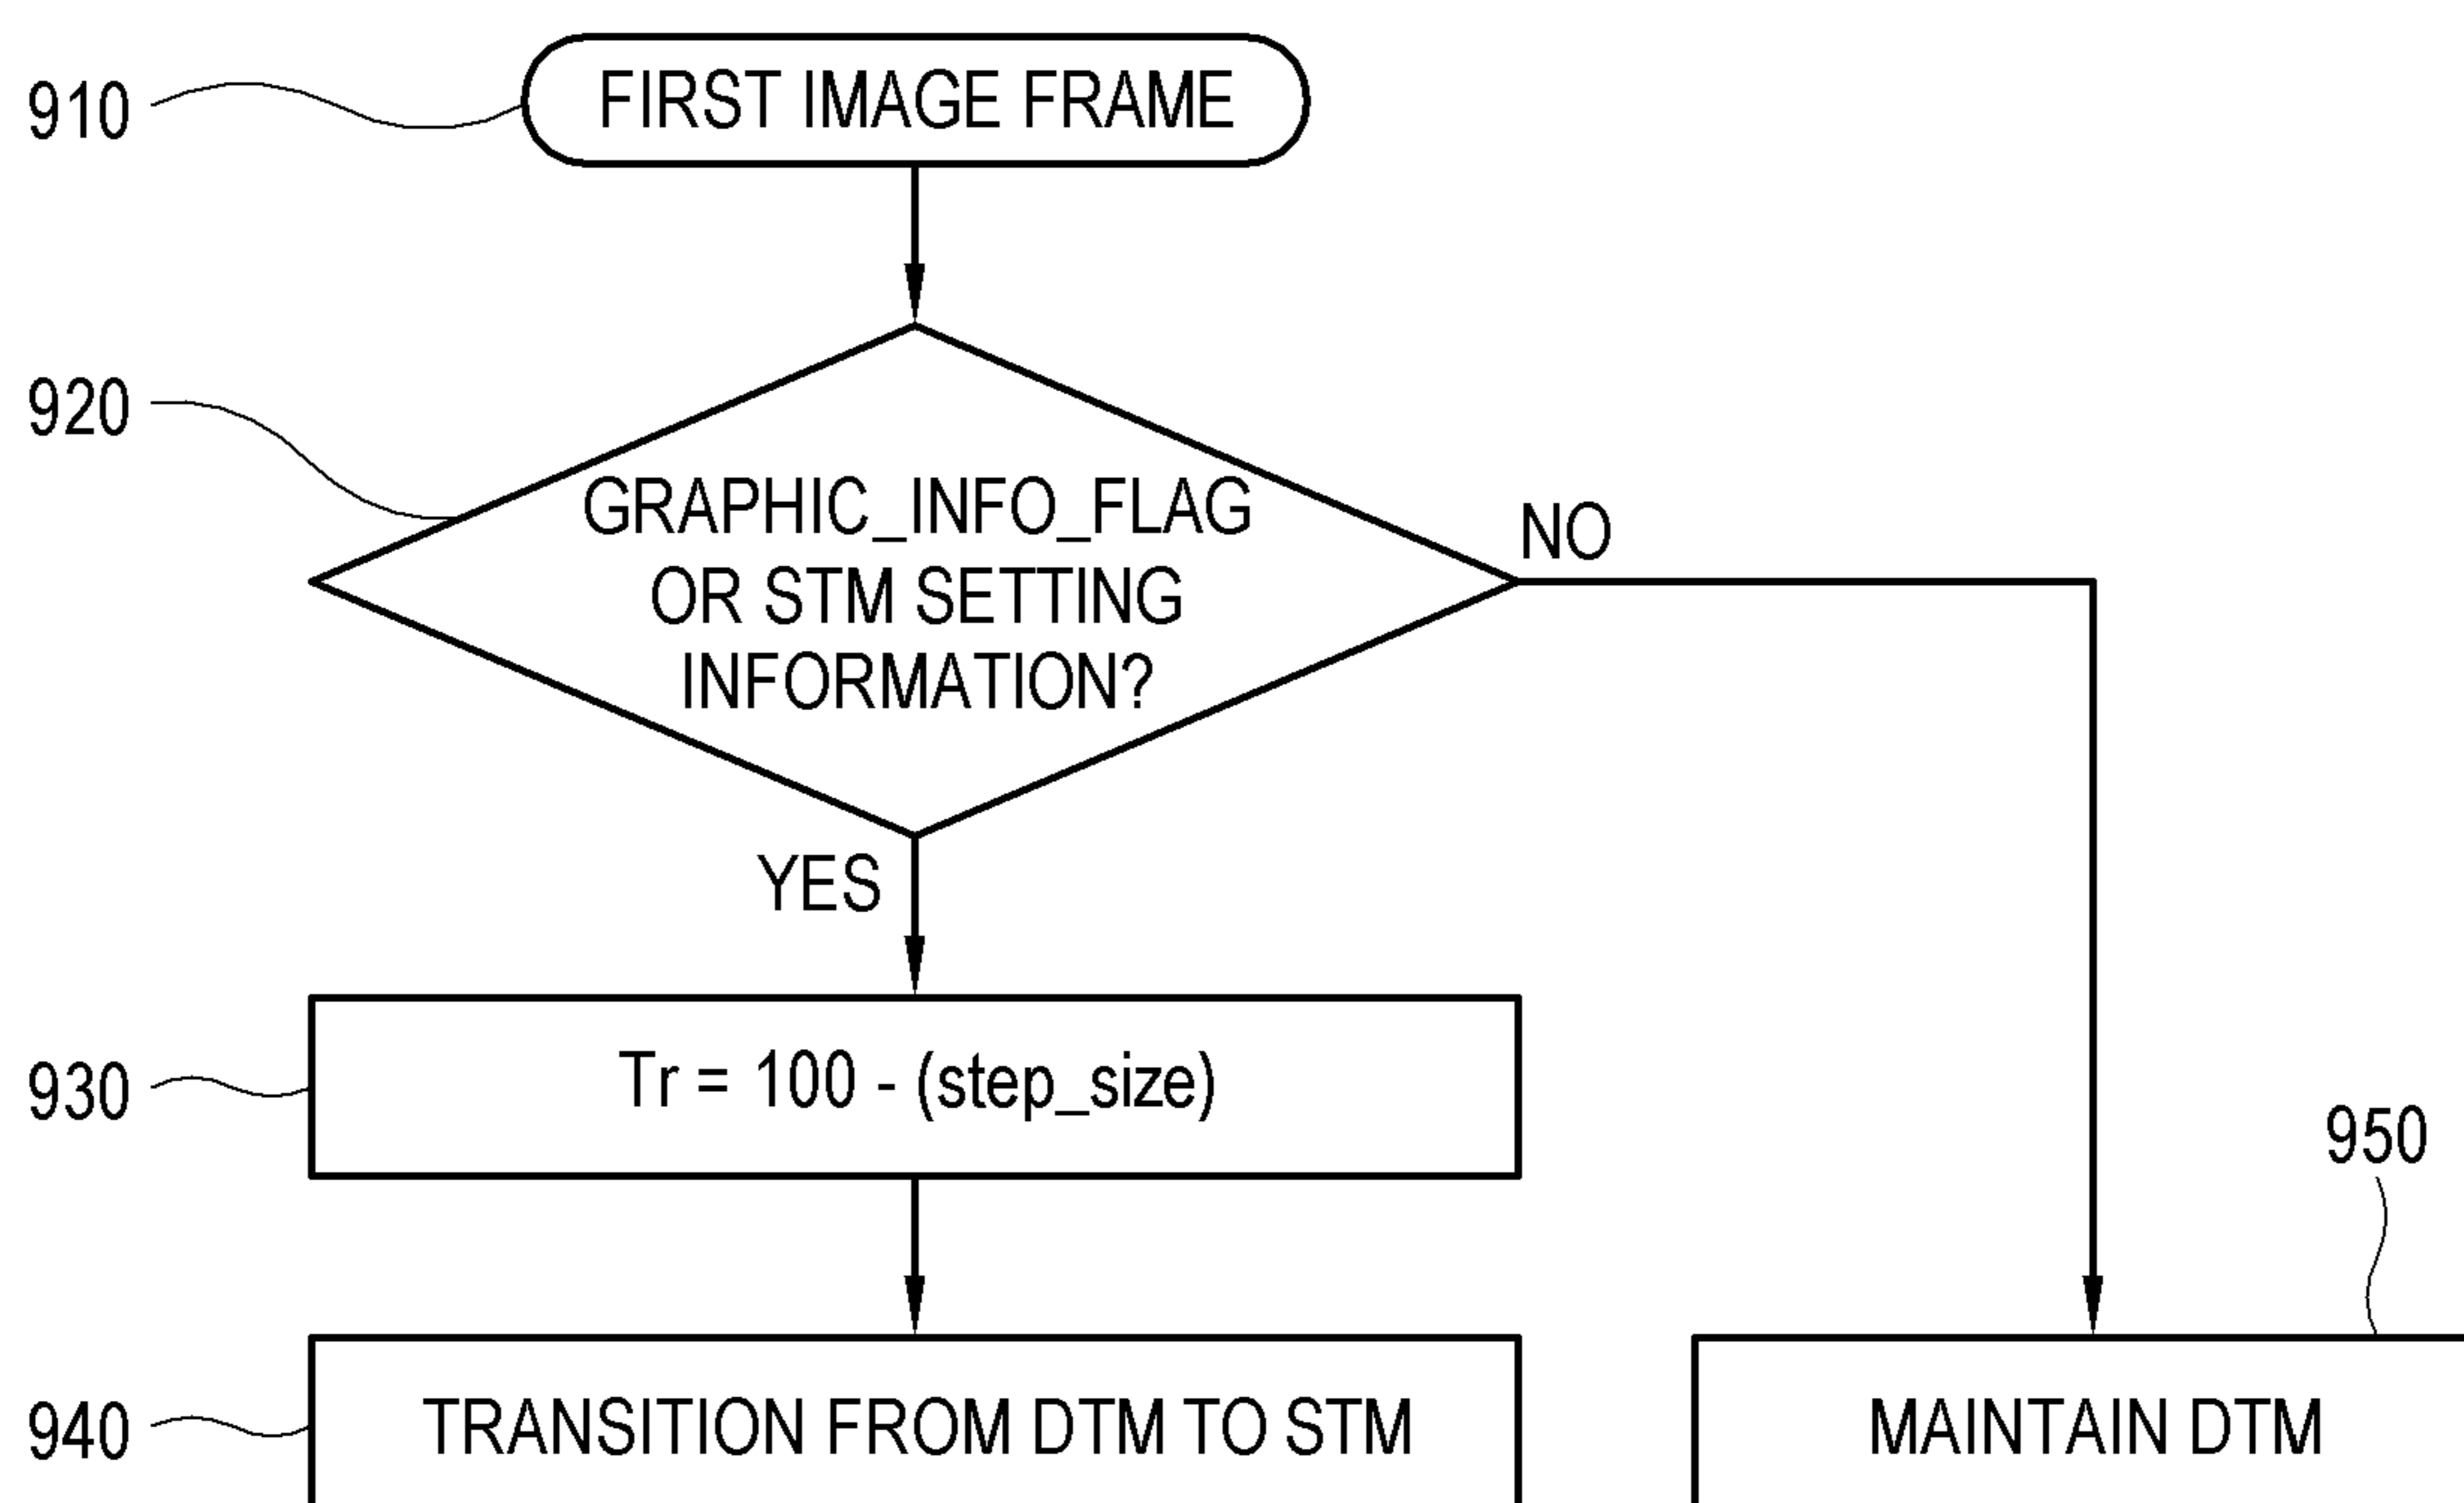 910
FIRST IMAGE FRAME
920
GRAPHIC_INFO_FLAG
OR STM SETTING
INFORMATION?
NO
YES
930
Tr = 100 - (step_size)
950
940
TRANSITION FROM DTM TO STM
MAINTAIN DTM